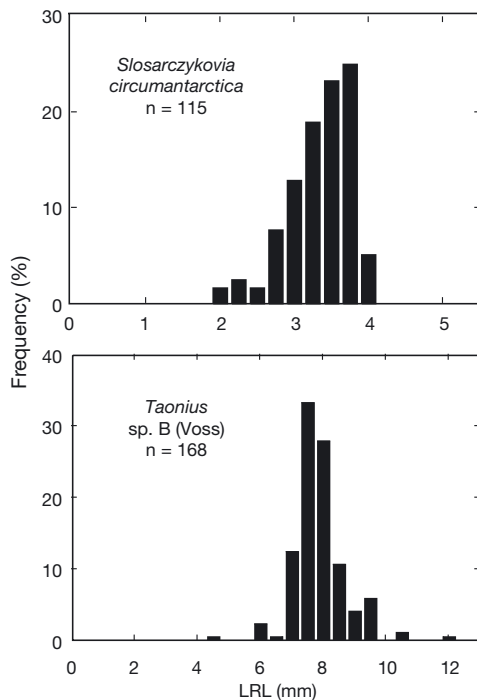 30
Slosarczykovia
circumantarctica
n = 115
20
10
0
0 1 2 3 4 5
Frequency (%)
40
Taonius
sp. B (Voss)
n = 168
30
20
10
0
0 2 4 6 8 10 12
LRL (mm)